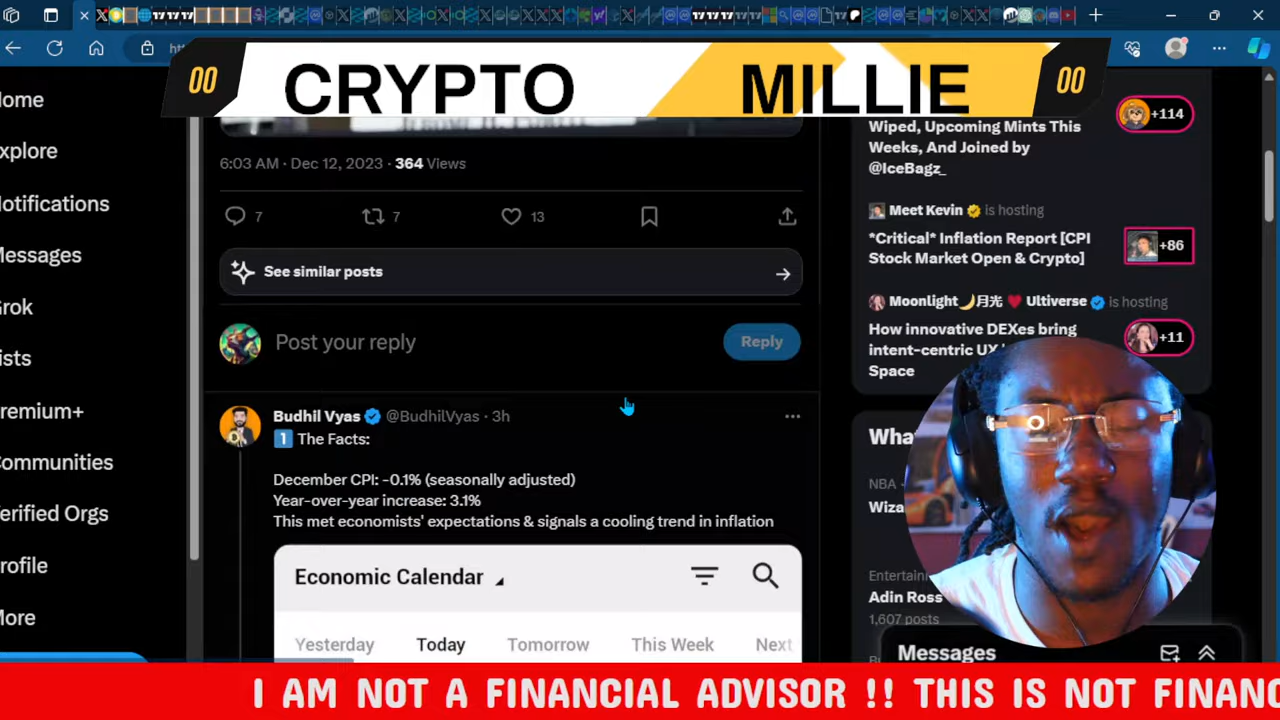 00 CRYPTO MILLIE 00
ome
xplore
otifications
essages
rok
ists
remium+
ommunities
erified Orgs
rofile
ore
6:03 AM · Dec 12, 2023 · 364 Views
7 7 13
See similar posts
Post your reply
Reply
Budhil Vyas @BudhilVyas · 3h
1 The Facts:
December CPI: -0.1% (seasonally adjusted)
Year-over-year increase: 3.1%
This met economists' expectations & signals a cooling trend in inflation
Economic Calendar
Yesterday Today Tomorrow This Week Next
Wiped, Upcoming Mints This
Weeks, And Joined by
@IceBagz_
+114
Meet Kevin is hosting
*Critical* Inflation Report [CPI
Stock Market Open & Crypto]
+86
Moonlight🌙月光 ♥ Ultiverse is hosting
How innovative DEXes bring
intent-centric UX
Space
+11
Wha
NBA ·
Wiza
Entertain
Adin Ross
1,607 posts
Messages
I AM NOT A FINANCIAL ADVISOR !! THIS IS NOT FINANC